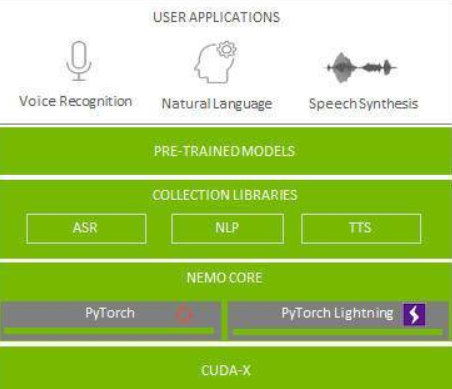 USER APPLICATIONS
Voice Recognition
Natural Language
Speech Synthesis
PRE-TRAINED MODELS
COLLECTION LIBRARIES
ASR
NLP
TTS
NEMO CORE
PyTorch
PyTorch Lightning
CUDA-X